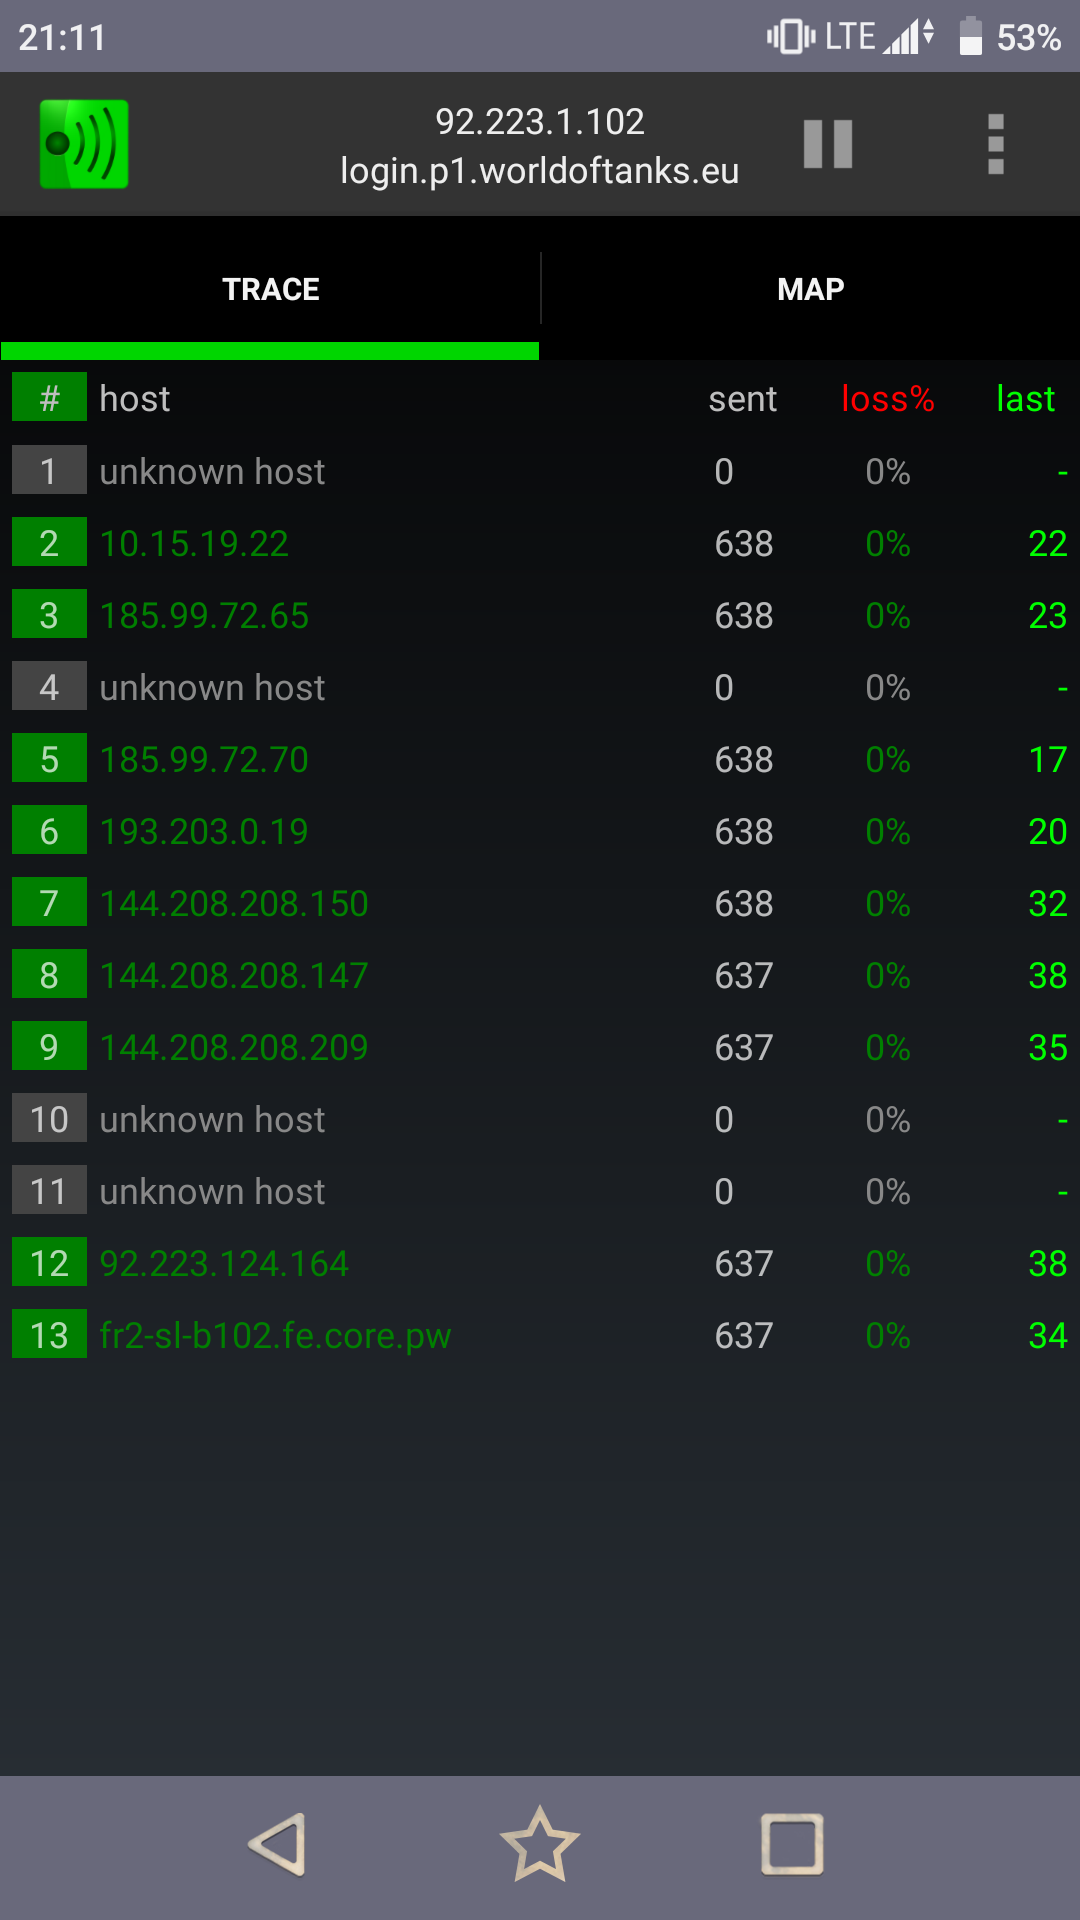 21:11 LTE 53%
92.223.1.102
login.p1.worldoftanks.eu
TRACE MAP
# host sent loss% last
1 unknown host 0 0% -
2 10.15.19.22 638 0% 22
3 185.99.72.65 638 0% 23
4 unknown host 0 0% -
5 185.99.72.70 638 0% 17
6 193.203.0.19 638 0% 20
7 144.208.208.150 638 0% 32
8 144.208.208.147 637 0% 38
9 144.208.208.209 637 0% 35
10 unknown host 0 0% -
11 unknown host 0 0% -
12 92.223.124.164 637 0% 38
13 fr2-sl-b102.fe.core.pw 637 0% 34